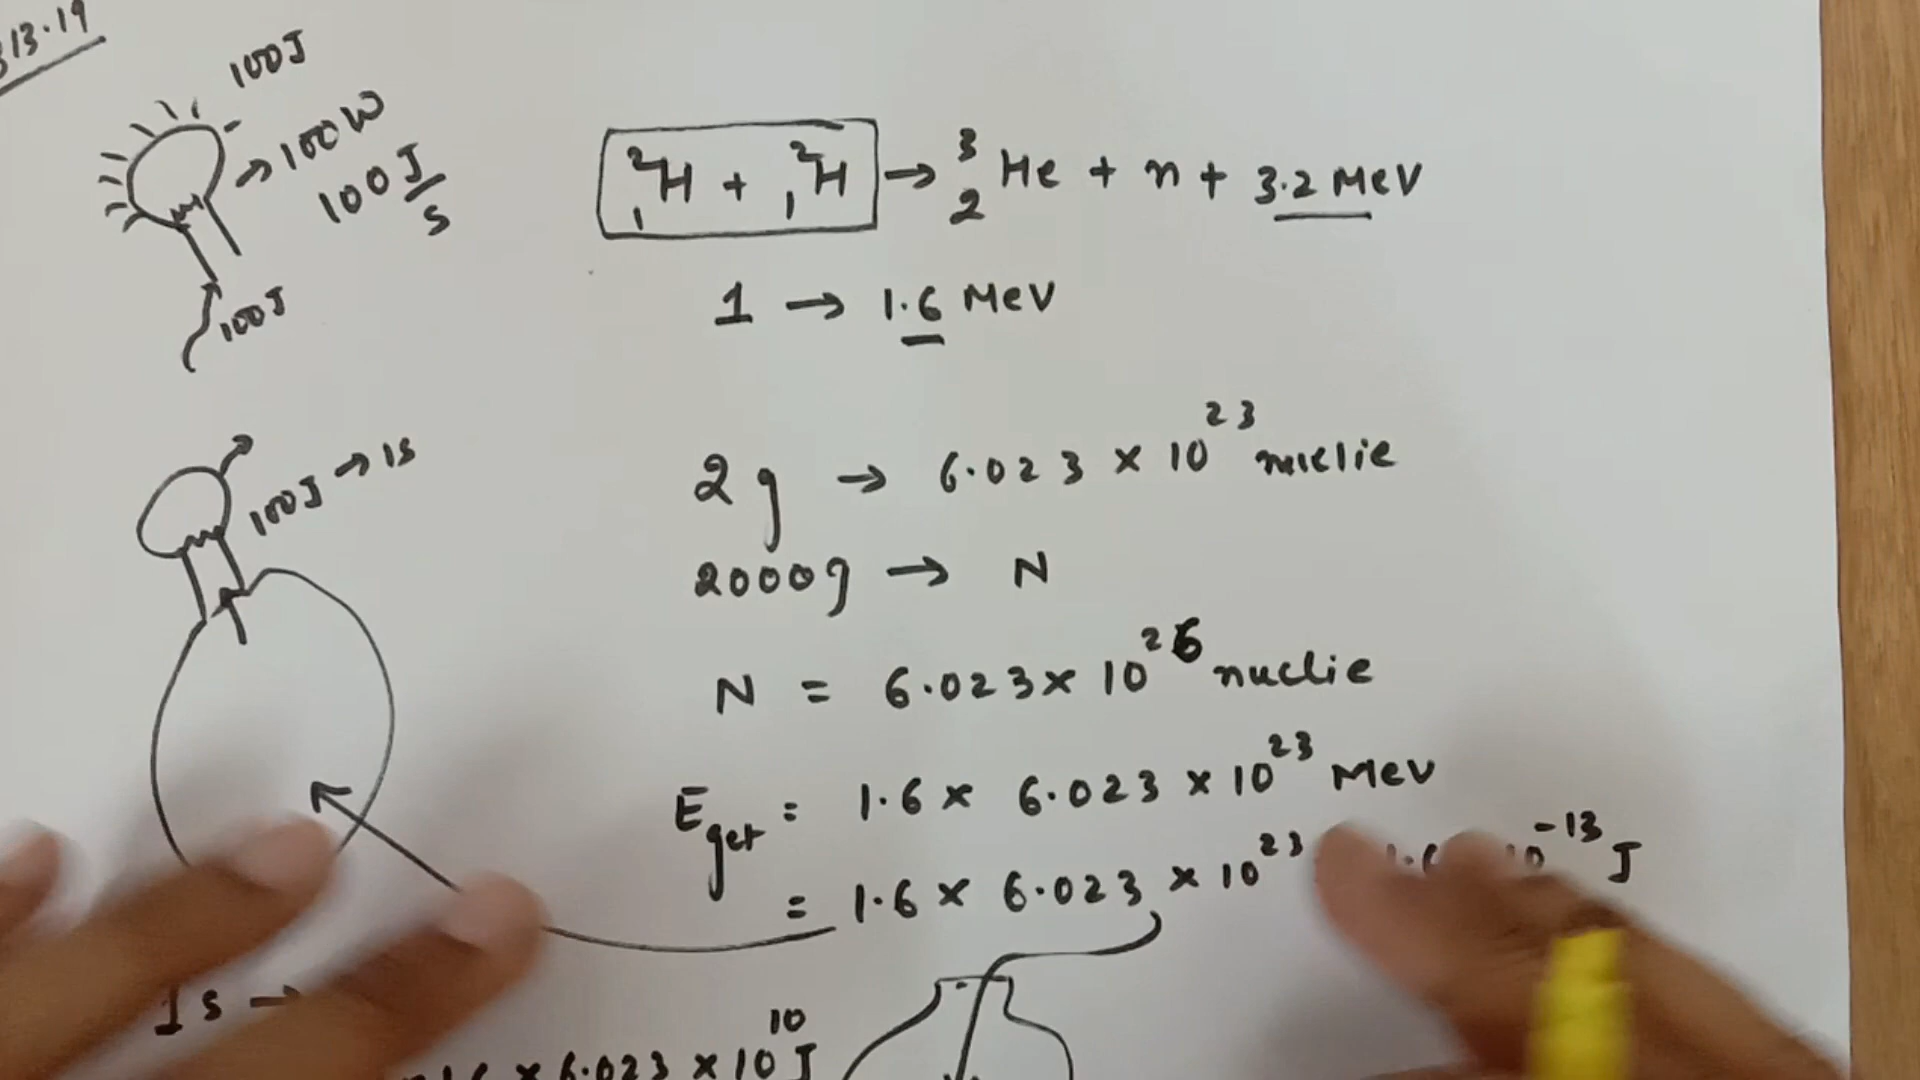 13.19
100J
→ 100W
100 J/s
100J
²₁H + ²₁H → ³₂He + n + 3.2 MeV
1 → 1.6 MeV
100J → 1s
2g → 6.023 × 10²³ nuclie
2000g → N
N = 6.023 × 10²⁶ nuclie
E get = 1.6 × 6.023 × 10²³ MeV
= 1.6 × 6.023 × 10²³ 10⁻¹³ J
1s →
× 6.023 × 10¹⁰ J